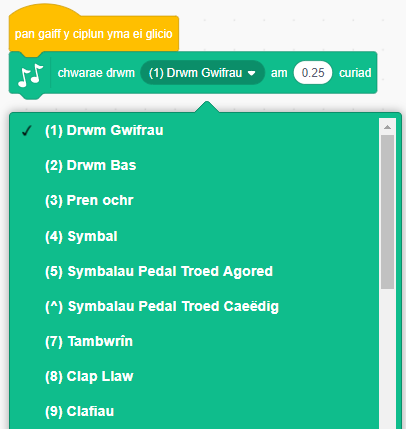 pan gaiff y ciplun yma ei glicio
chwarae drwm (1) Drwm Gwifrau am 0.25 curiad
(1) Drwm Gwifrau
(2) Drwm Bas
(3) Pren ochr
(4) Symbal
(5) Symbalau Pedal Troed Agored
(^) Symbalau Pedal Troed Caeëdig
(7) Tambwrîn
(8) Clap Llaw
(9) Clafiau